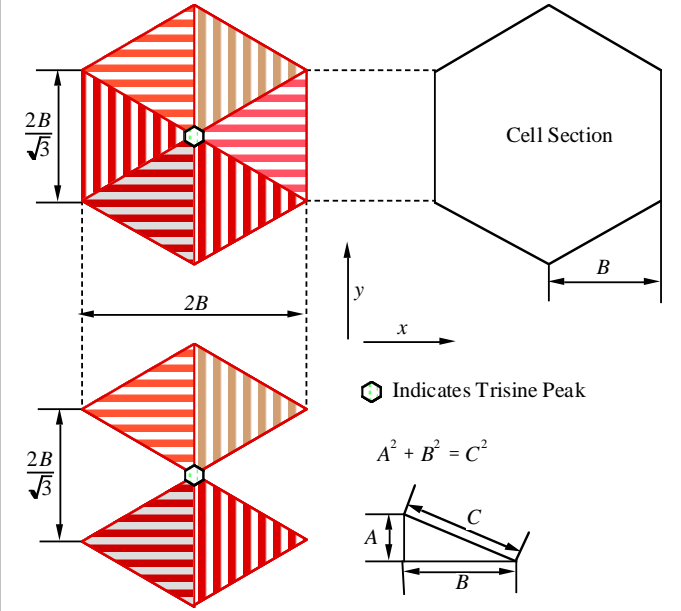 2B
√3
Cell Section
B
2B
y
x
Indicates Trisine Peak
2B
√3
A² + B² = C²
C
A
B